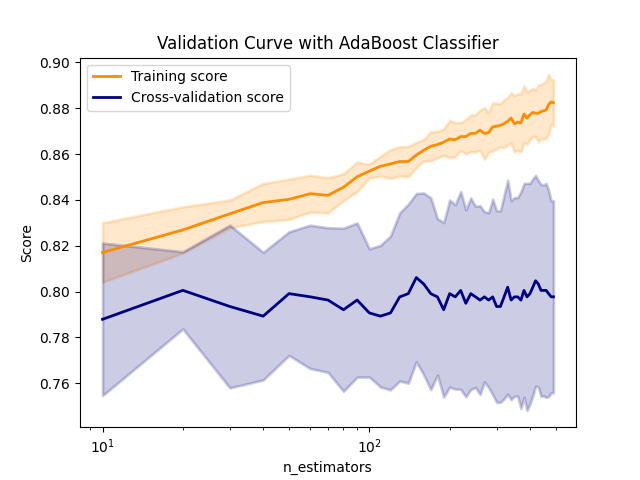 Validation Curve with AdaBoost Classifier
Training score
Cross-validation score
0.90
0.88
0.86
0.84
0.82
0.80
0.78
0.76
Score
10¹
10²
n_estimators